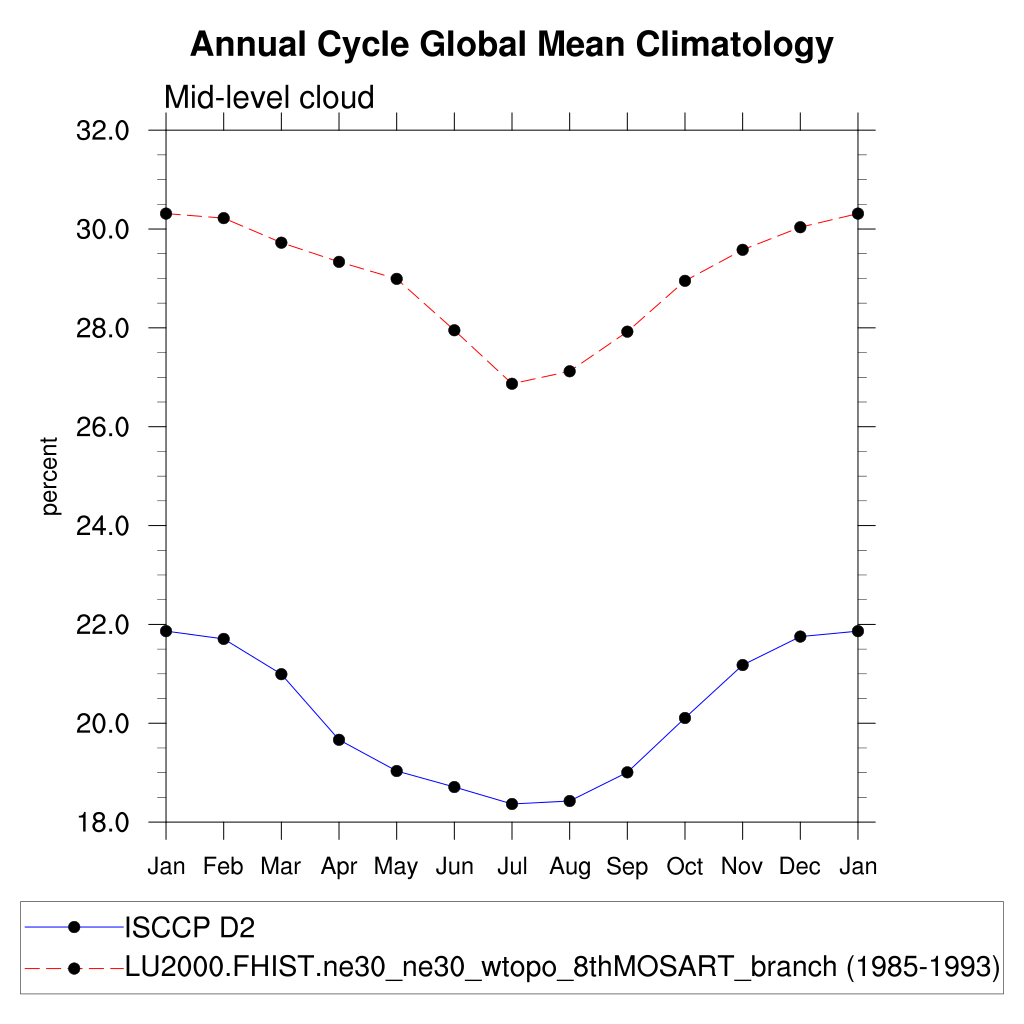 Annual Cycle Global Mean Climatology
Mid-level cloud
32.0
30.0
28.0
26.0
24.0
22.0
20.0
18.0
percent
Jan Feb Mar Apr May Jun Jul Aug Sep Oct Nov Dec Jan
ISCCP D2
LU2000.FHIST.ne30_ne30_wtopo_8thMOSART_branch (1985-1993)